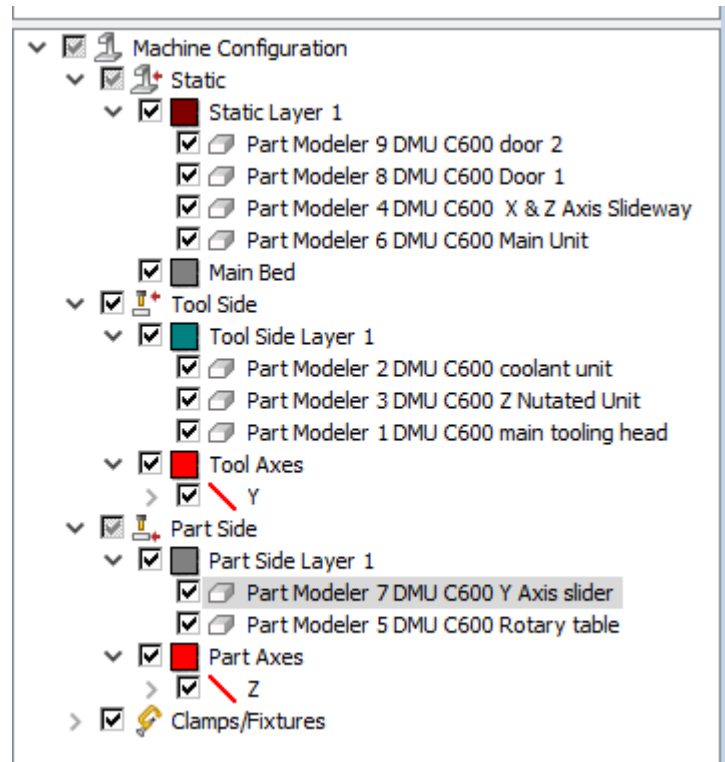 Machine Configuration
Static
Static Layer 1
Part Modeler 9 DMU C600 door 2
Part Modeler 8 DMU C600 Door 1
Part Modeler 4 DMU C600  X & Z Axis Slideway
Part Modeler 6 DMU C600 Main Unit
Main Bed
Tool Side
Tool Side Layer 1
Part Modeler 2 DMU C600 coolant unit
Part Modeler 3 DMU C600 Z Nutated Unit
Part Modeler 1 DMU C600 main tooling head
Tool Axes
Y
Part Side
Part Side Layer 1
Part Modeler 7 DMU C600 Y Axis slider
Part Modeler 5 DMU C600 Rotary table
Part Axes
Z
Clamps/Fixtures